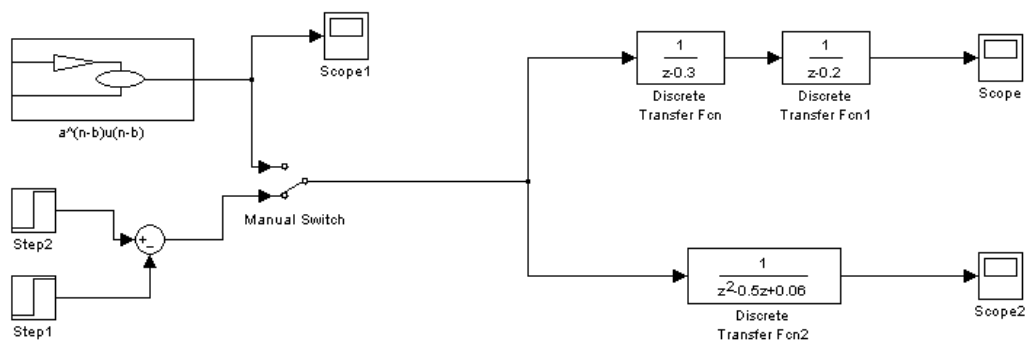 Scope1
a^(n-b)u(n-b)
1
z-0.3
Discrete
Transfer Fcn
1
z-0.2
Discrete
Transfer Fcn1
Scope
Manual Switch
Step2
+
−
Step1
1
z²-0.5z+0.06
Discrete
Transfer Fcn2
Scope2